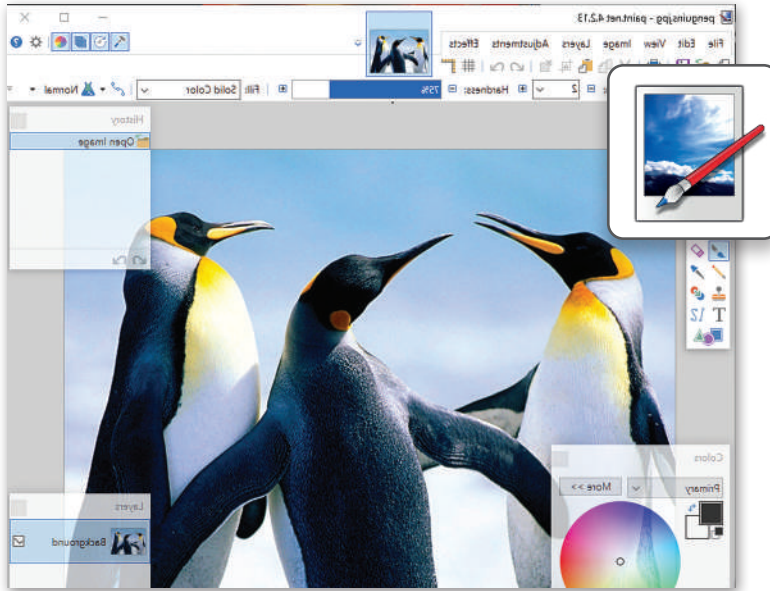 penguins.jpg - paint.net 4.2.13
File Edit View Image Layers Adjustments Effects
2 Hardness: 75% Fill: Solid Color Normal
History
Open Image
T
Colors
Primary More >>
Layers
Background